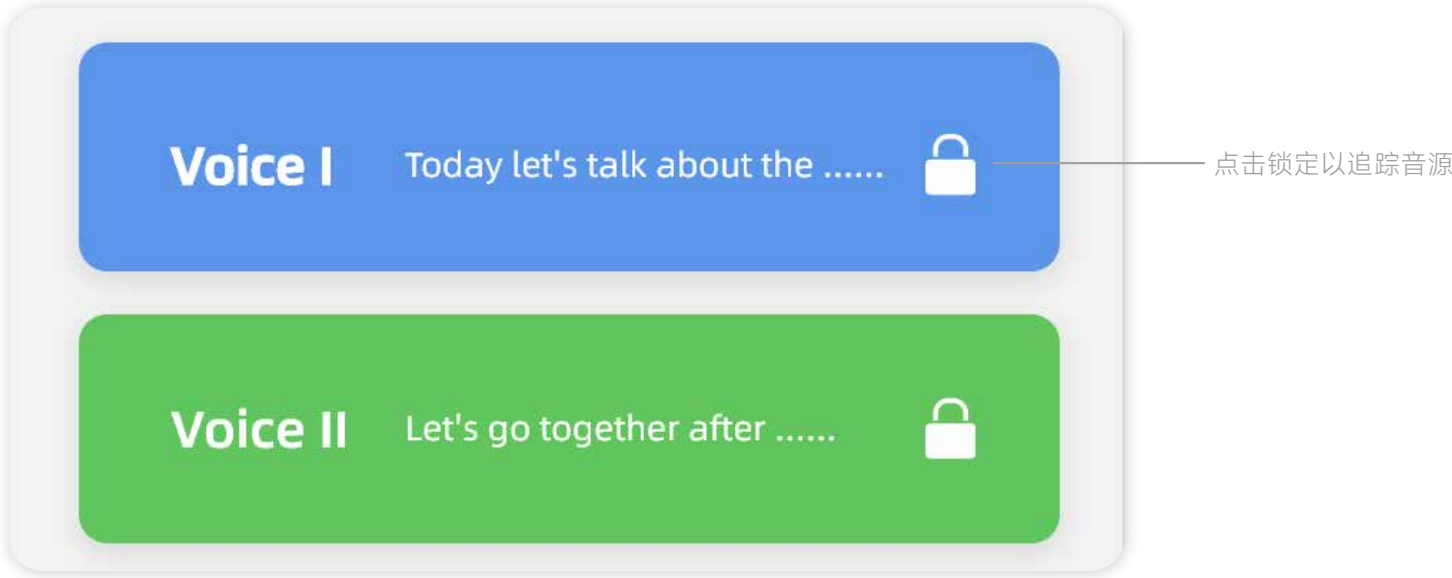 Voice I Today let's talk about the ...... 点击锁定以追踪音源
Voice II Let's go together after ......